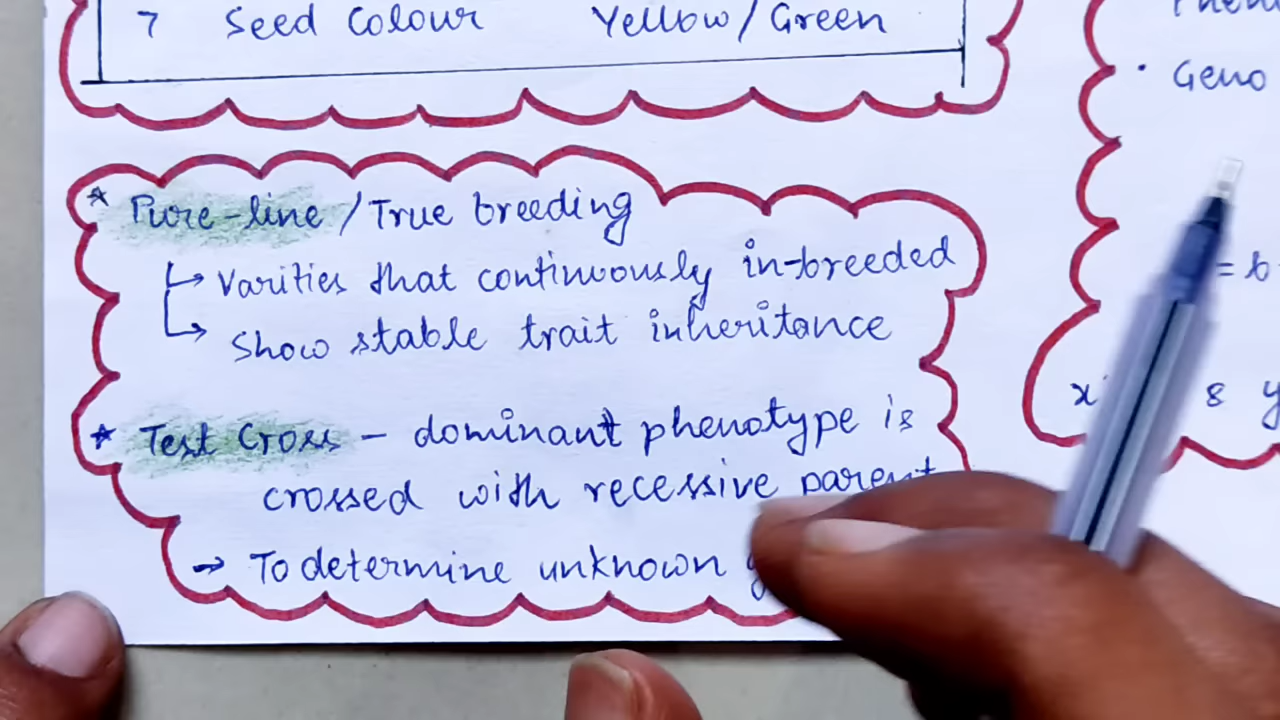 7 Seed Colour Yellow/Green
* Pure-line / True breeding
→ Varities that continuously in-breeded
→ Show stable trait inheritance
* Test Cross – dominant phenotype is
crossed with recessive parent
→ To determine unknown
• Geno